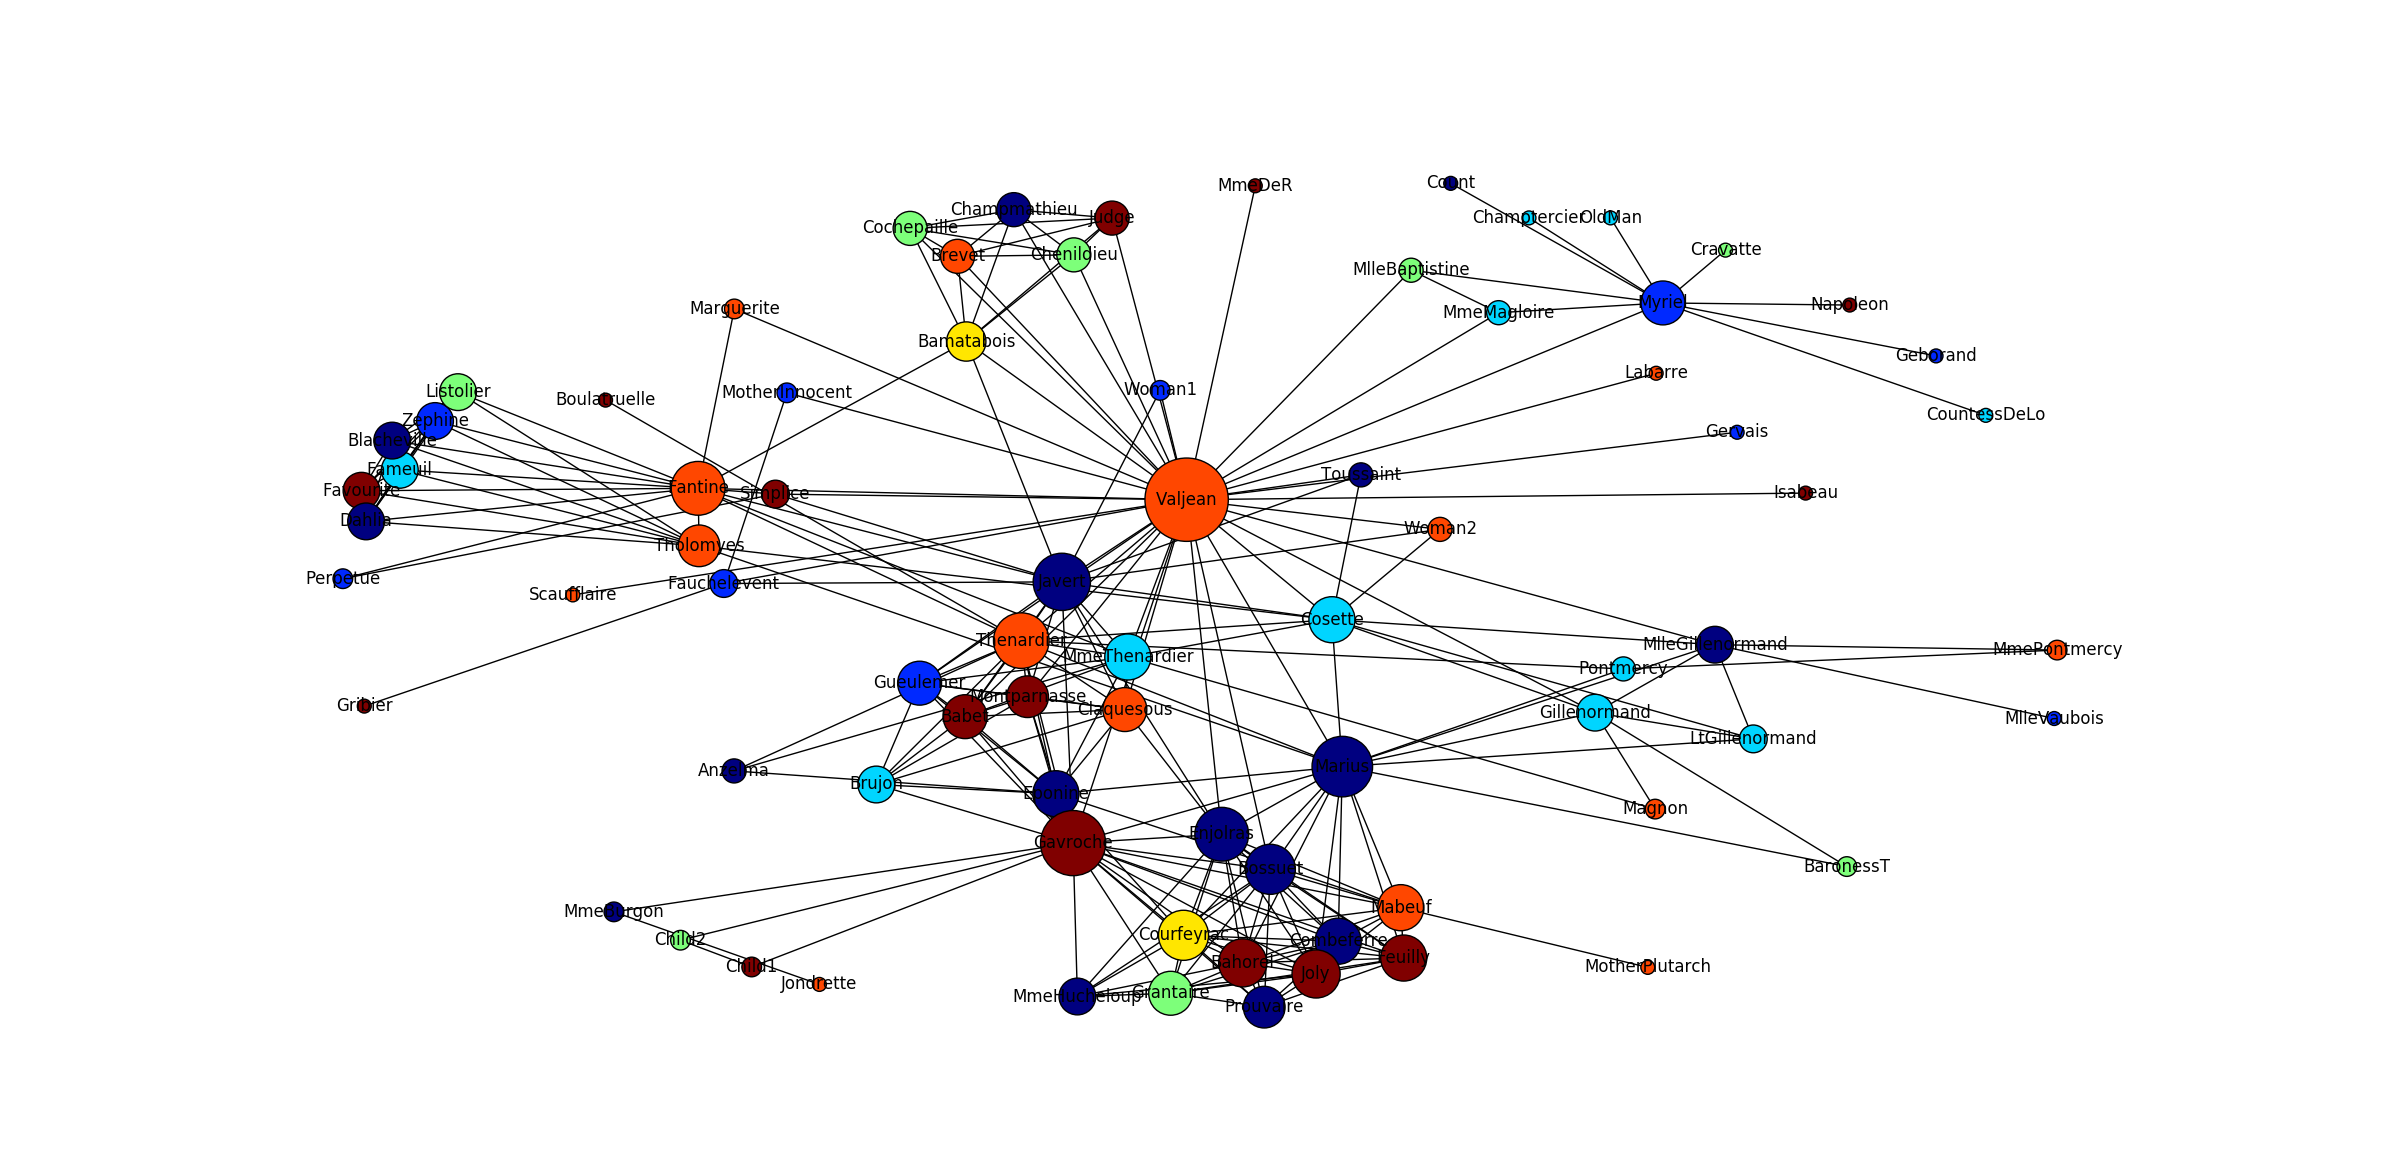 Count
MmeDeR
Champmathieu
Judge
Champtercier
OldMan
Cochepaille
Cravatte
Brevet
Chenildieu
MlleBaptistine
Myriel
Napoleon
Marguerite
MmeMagloire
Bamatabois
Geborand
Labarre
Listolier
MotherInnocent
Woman1
Boulatruelle
CountessDeLo
Zephine
Gervais
Blacheville
Fameuil
Toussaint
Fantine
Favourite
Simplice
Isabeau
Valjean
Dahlia
Woman2
Tholomyes
Perpetue
Fauchelevent
Javert
Scaufflaire
Cosette
Thenardier
MlleGillenormand
MmePontmercy
MmeThenardier
Pontmercy
Gueulemer
Montparnasse
Gribier
Claquesous
Gillenormand
Babet
MlleVaubois
LtGillenormand
Marius
Anzelma
Brujon
Eponine
Magnon
Enjolras
Gavroche
BaronessT
Bossuet
Mabeuf
MmeBurgon
Courfeyrac
Child2
Combeferre
Feuilly
Bahorel
Child1
MotherPlutarch
Joly
Jondrette
Grantaire
MmeHucheloup
Prouvaire